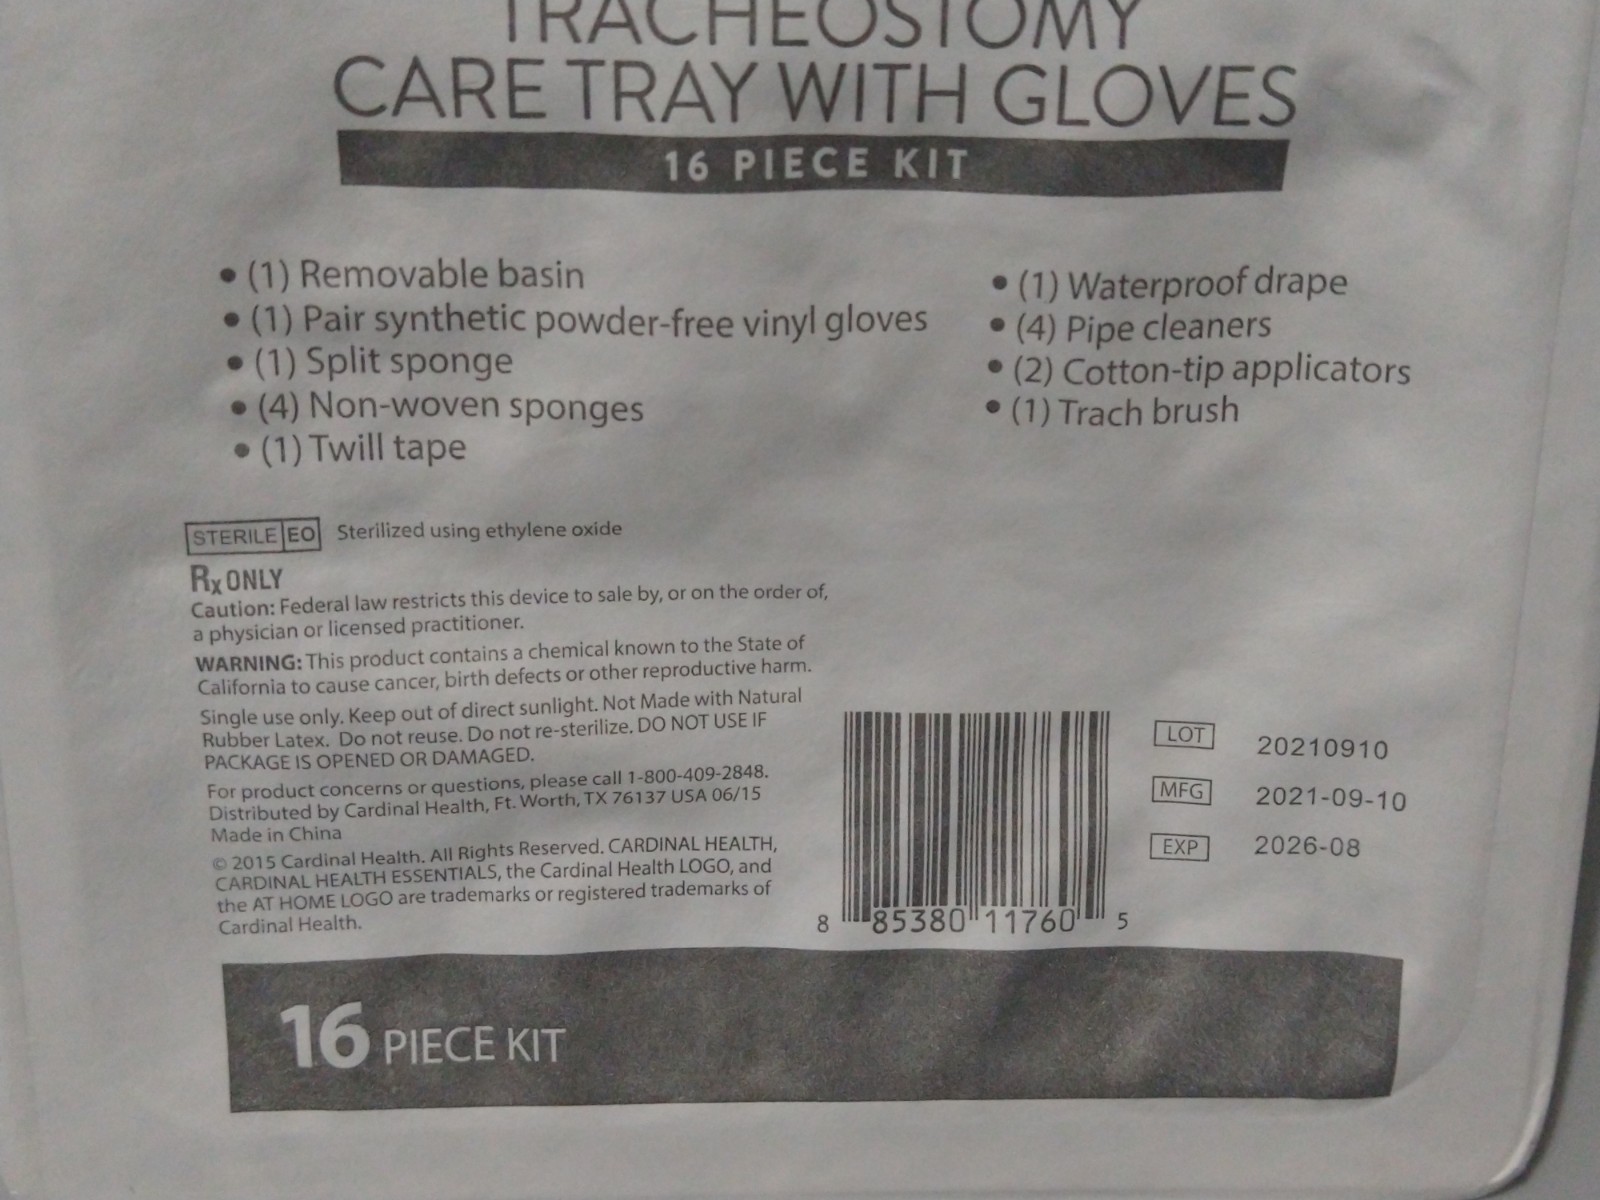 TRACHEOSTOMY
CARE TRAY WITH GLOVES
16 PIECE KIT
• (1) Removable basin
• (1) Pair synthetic powder-free vinyl gloves
• (1) Split sponge
• (4) Non-woven sponges
• (1) Twill tape
• (1) Waterproof drape
• (4) Pipe cleaners
• (2) Cotton-tip applicators
• (1) Trach brush
STERILE EO Sterilized using ethylene oxide
Rx ONLY
Caution: Federal law restricts this device to sale by, or on the order of,
a physician or licensed practitioner.
WARNING: This product contains a chemical known to the State of
California to cause cancer, birth defects or other reproductive harm.
Single use only. Keep out of direct sunlight. Not Made with Natural
Rubber Latex. Do not reuse. Do not re-sterilize. DO NOT USE IF
PACKAGE IS OPENED OR DAMAGED.
For product concerns or questions, please call 1-800-409-2848.
Distributed by Cardinal Health, Ft. Worth, TX 76137 USA 06/15
Made in China
© 2015 Cardinal Health. All Rights Reserved. CARDINAL HEALTH,
CARDINAL HEALTH ESSENTIALS, the Cardinal Health LOGO, and
the AT HOME LOGO are trademarks or registered trademarks of
Cardinal Health.
8 85380 11760 5
LOT 20210910
MFG 2021-09-10
EXP 2026-08
16 PIECE KIT